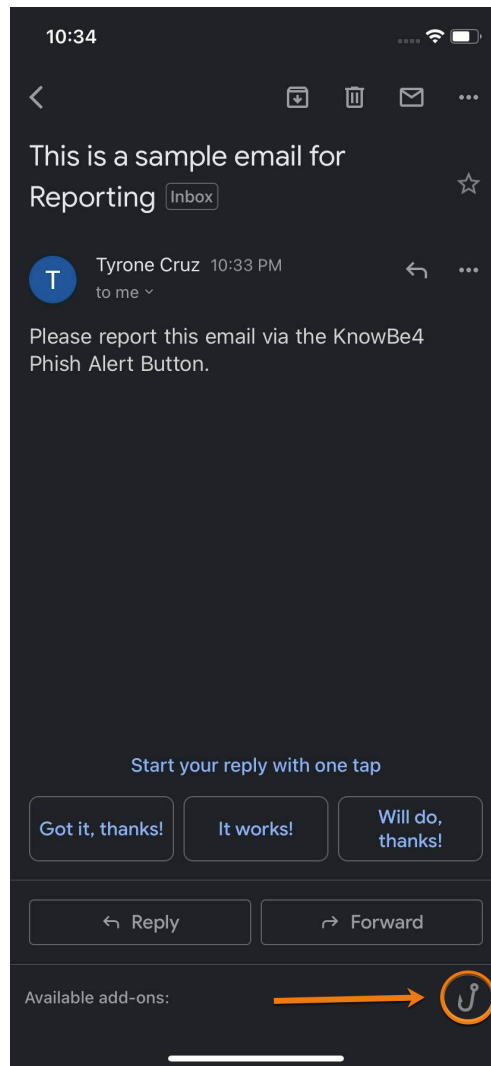 10:34
This is a sample email for
Reporting Inbox
T
Tyrone Cruz 10:33 PM
to me
Please report this email via the KnowBe4
Phish Alert Button.
Start your reply with one tap
Got it, thanks!
It works!
Will do,
thanks!
Reply
Forward
Available add-ons: